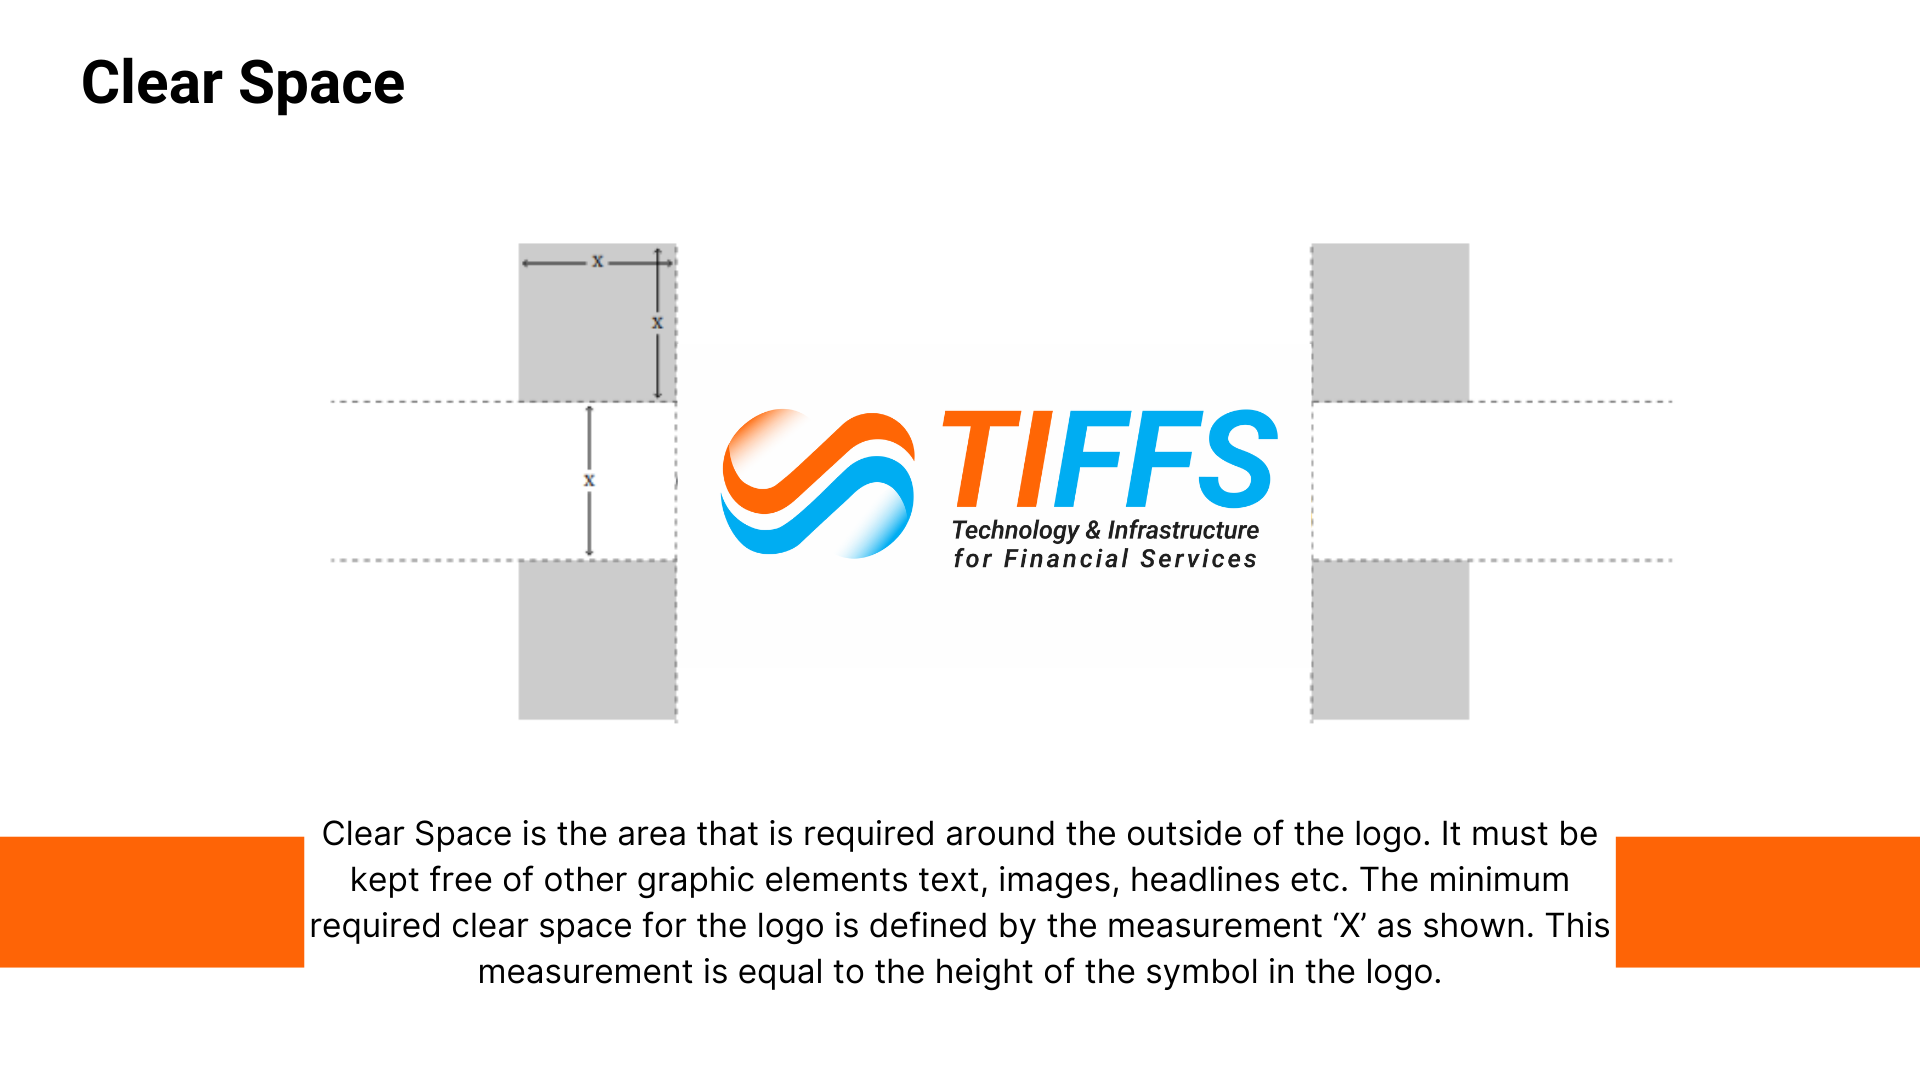 Clear Space
x
x
x
TIFFS
Technology & Infrastructure
for Financial Services
Clear Space is the area that is required around the outside of the logo. It must be
kept free of other graphic elements text, images, headlines etc. The minimum
required clear space for the logo is defined by the measurement ‘X’ as shown. This
measurement is equal to the height of the symbol in the logo.